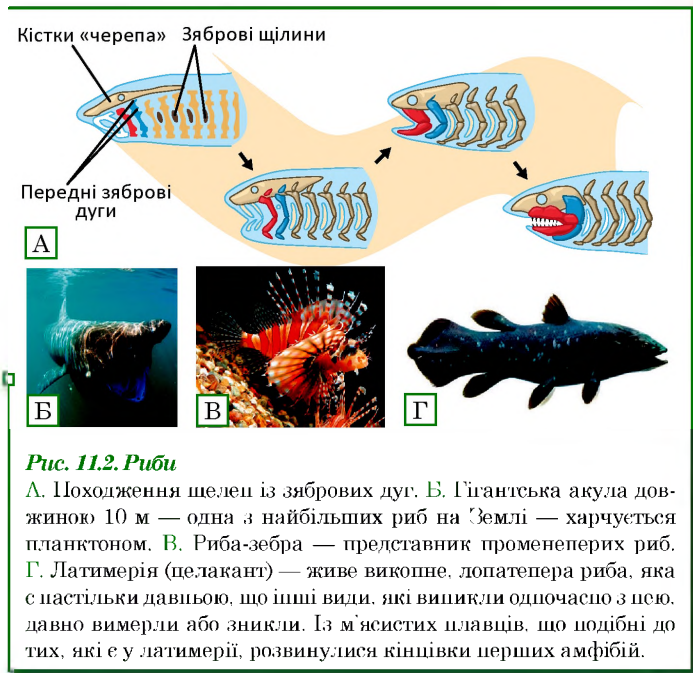 Кістки «черепа»
Зяброві щілини
Передні зяброві
дуги
А
Б
В
Г
Рис. 11.2. Риби
А. Походження щелеп із зябрових дуг. Б. Гігантська акула дов-
жиною 10 м — одна з найбільших риб на Землі — харчується
планктоном. В. Риба-зебра — представник променеперих риб.
Г. Латимерія (целакант) — живе викопне, лопатепера риба, яка
є настільки давньою, що інші види, які виникли одночасно з нею,
давно вимерли або зникли. Із м'ясистих плавців, що подібні до
тих, які є у латимерії, розвинулися кінцівки перших амфібій.